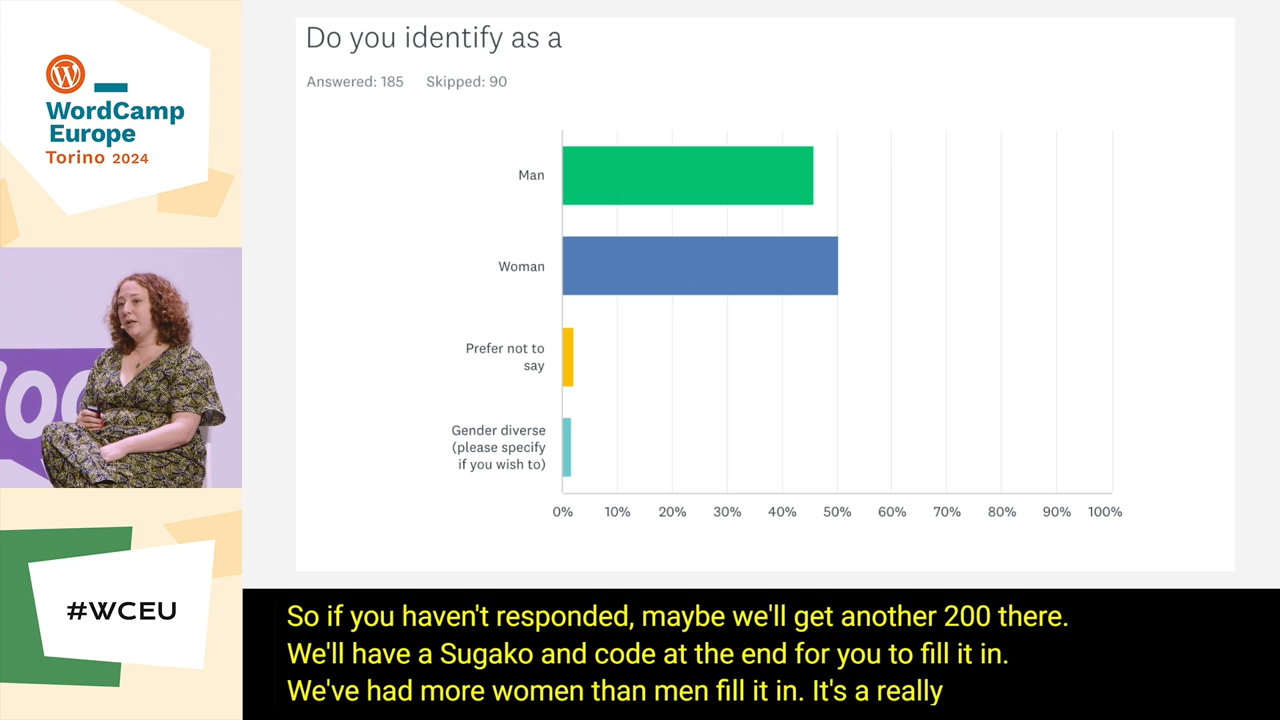 WordCamp
Europe
Torino 2024
#WCEU
Do you identify as a
Answered: 185 Skipped: 90
Man
Woman
Prefer not to
say
Gender diverse
(please specify
if you wish to)
0% 10% 20% 30% 40% 50% 60% 70% 80% 90% 100%
So if you haven't responded, maybe we'll get another 200 there.
We'll have a Sugako and code at the end for you to fill it in.
We've had more women than men fill it in. It's a really